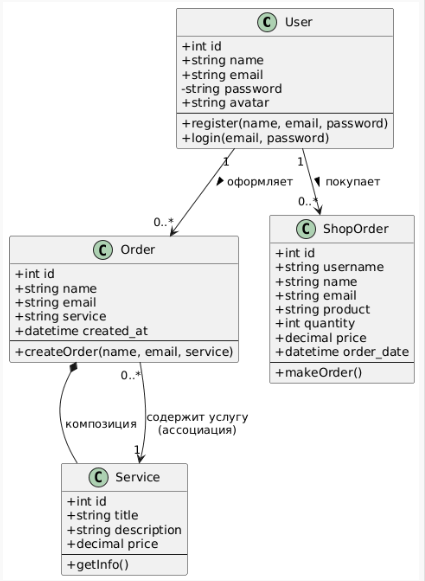 C User
+int id
+string name
+string email
-string password
+string avatar
+register(name, email, password)
+login(email, password)
1
1
оформляет
покупает
0..*
0..*
C Order
+int id
+string name
+string email
+string service
+datetime created_at
+createOrder(name, email, service)
C ShopOrder
+int id
+string username
+string name
+string email
+string product
+int quantity
+decimal price
+datetime order_date
+makeOrder()
0..*
композиция
содержит услугу
(ассоциация)
1
C Service
+int id
+string title
+string description
+decimal price
+getInfo()